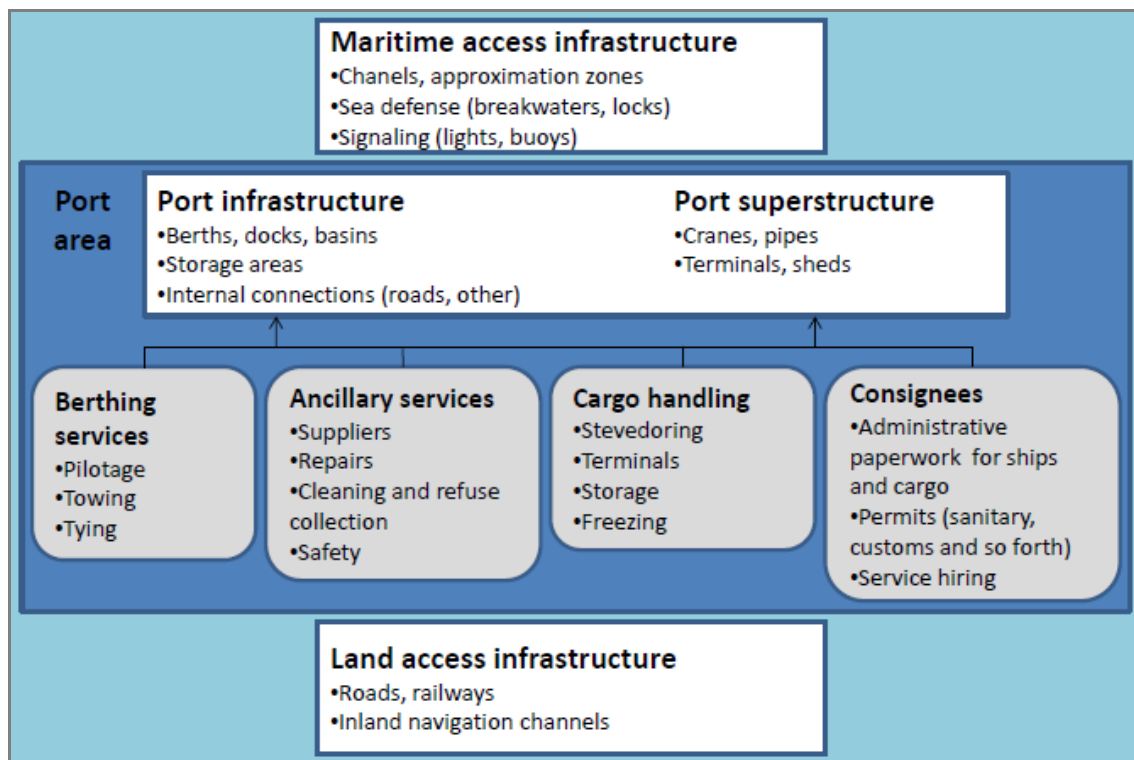 Maritime access infrastructure
•Chanels, approximation zones
•Sea defense (breakwaters, locks)
•Signaling (lights, buoys)
Port
area
Port infrastructure
•Berths, docks, basins
•Storage areas
•Internal connections (roads, other)
Port superstructure
•Cranes, pipes
•Terminals, sheds
Berthing
services
•Pilotage
•Towing
•Tying
Ancillary services
•Suppliers
•Repairs
•Cleaning and refuse
collection
•Safety
Cargo handling
•Stevedoring
•Terminals
•Storage
•Freezing
Consignees
•Administrative
paperwork for ships
and cargo
•Permits (sanitary,
customs and so forth)
•Service hiring
Land access infrastructure
•Roads, railways
•Inland navigation channels